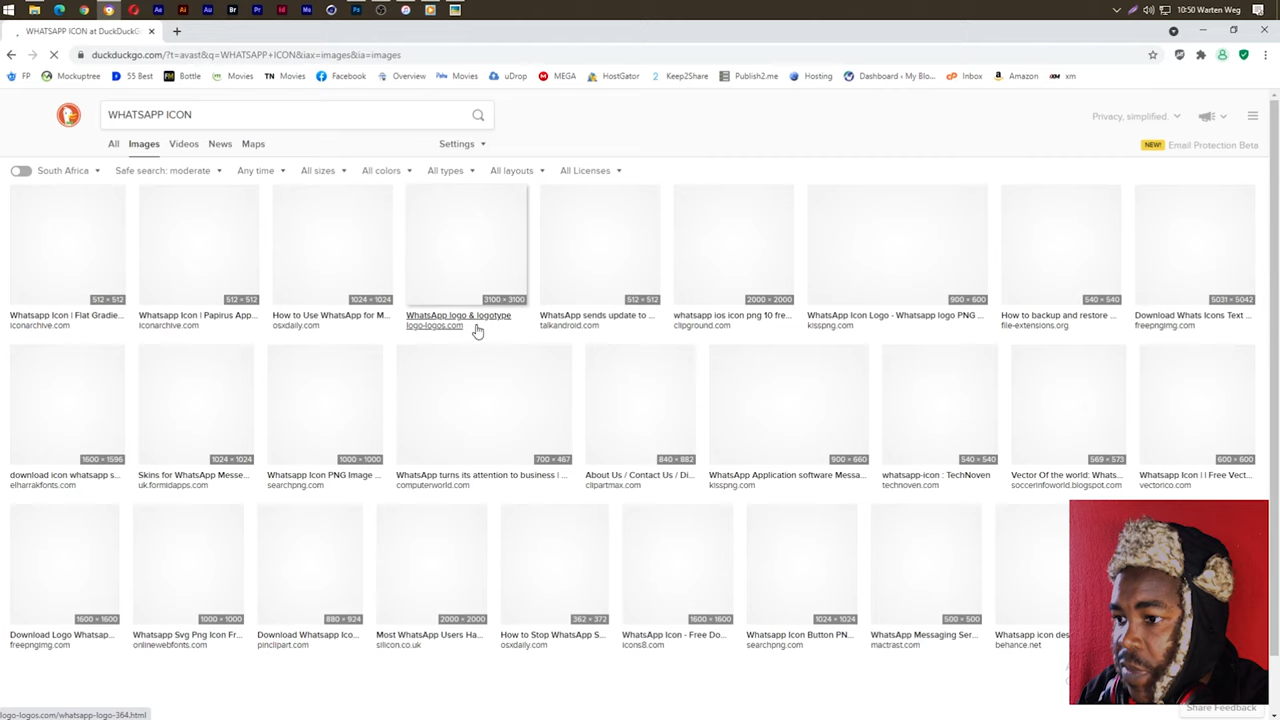 Ai
Ae
Au
Br
Pr
Id
Me
Ps
10:50 Warten Weg
WHATSAPP ICON at DuckDuckGo
duckduckgo.com/?t=avast&q=WHATSAPP+ICON&iax=images&ia=images
FP Mockuptree 55 Best Bottle Movies TN Movies Facebook Overview Movies uDrop MEGA HostGator Keep2Share Publish2.me Hosting Dashboard ‹ My Blo... Inbox Amazon xm
WHATSAPP ICON
Privacy, simplified.
All Images Videos News Maps Settings
NEW! Email Protection Beta
South Africa Safe search: moderate Any time All sizes All colors All types All layouts All Licenses
512 × 512 512 × 512 1024 × 1024 3100 × 3100 512 × 512 2000 × 2000 900 × 600 540 × 540 5031 × 5042
Whatsapp Icon | Flat Gradie... Whatsapp Icon | Papirus App... How to Use WhatsApp for M... WhatsApp logo & logotype WhatsApp sends update to ... whatsapp ios icon png 10 fre... WhatsApp Icon Logo - Whatsapp logo PNG ... How to backup and restore ... Download Whats Icons Text ...
iconarchive.com iconarchive.com osxdaily.com logo-logos.com talkandroid.com clipground.com kisspng.com file-extensions.org freepngimg.com
1600 × 1596 1024 × 1024 1000 × 1000 700 × 467 840 × 882 900 × 660 540 × 540 569 × 573 600 × 600
download icon whatsapp s... Skins for WhatsApp Messe... Whatsapp Icon PNG Image ... WhatsApp turns its attention to business | ... About Us / Contact Us / Di... WhatsApp Application software Messa... whatsapp-icon : TechNoven Vector Of the world: Whats... Whatsapp Icon | | Free Vect...
elharrakfonts.com uk.formidapps.com searchpng.com computerworld.com clipartmax.com kisspng.com technoven.com soccerinfoworld.blogspot.com vectorico.com
1600 × 1600 1000 × 1000 880 × 924 2000 × 2000 362 × 372 1600 × 1600 1024 × 1024 500 × 500
Download Logo Whatsap... Whatsapp Svg Png Icon Fr... Download Whatsapp Ico... Most WhatsApp Users Ha... How to Stop WhatsApp S... WhatsApp Icon - Free Do... Whatsapp Icon Button PN... WhatsApp Messaging Ser... Whatsapp icon des
freepngimg.com onlinewebfonts.com pinclipart.com silicon.co.uk osxdaily.com icons8.com searchpng.com mactrast.com behance.net
Share Feedback
logo-logos.com/whatsapp-logo-364.html